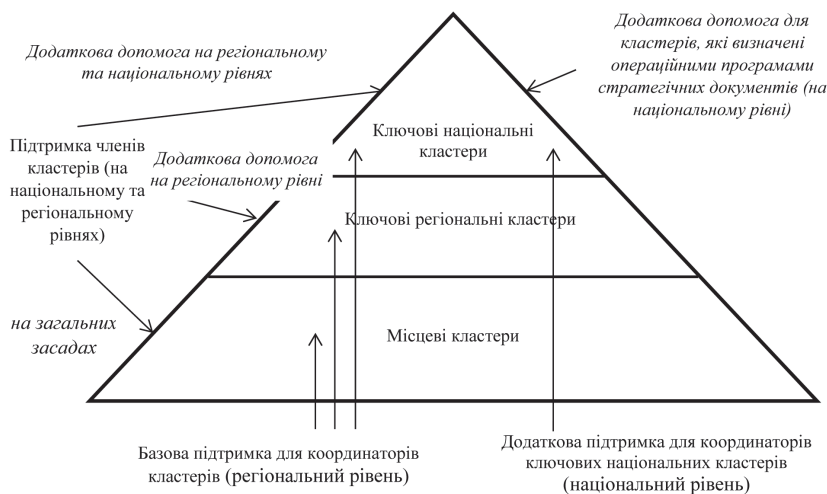 Додаткова допомога на регіональному
та національному рівнях
Додаткова допомога для
кластерів, які визначені
операційними програмами
стратегічних документів (на
національному рівні)
Ключові національні
кластери
Підтримка членів
кластерів (на
національному та
регіональному
рівнях)
Додаткова допомога
на регіональному рівні
Ключові регіональні кластери
на загальних
засадах
Місцеві кластери
Базова підтримка для координаторів
кластерів (регіональний рівень)
Додаткова підтримка для координаторів
ключових національних кластерів
(національний рівень)